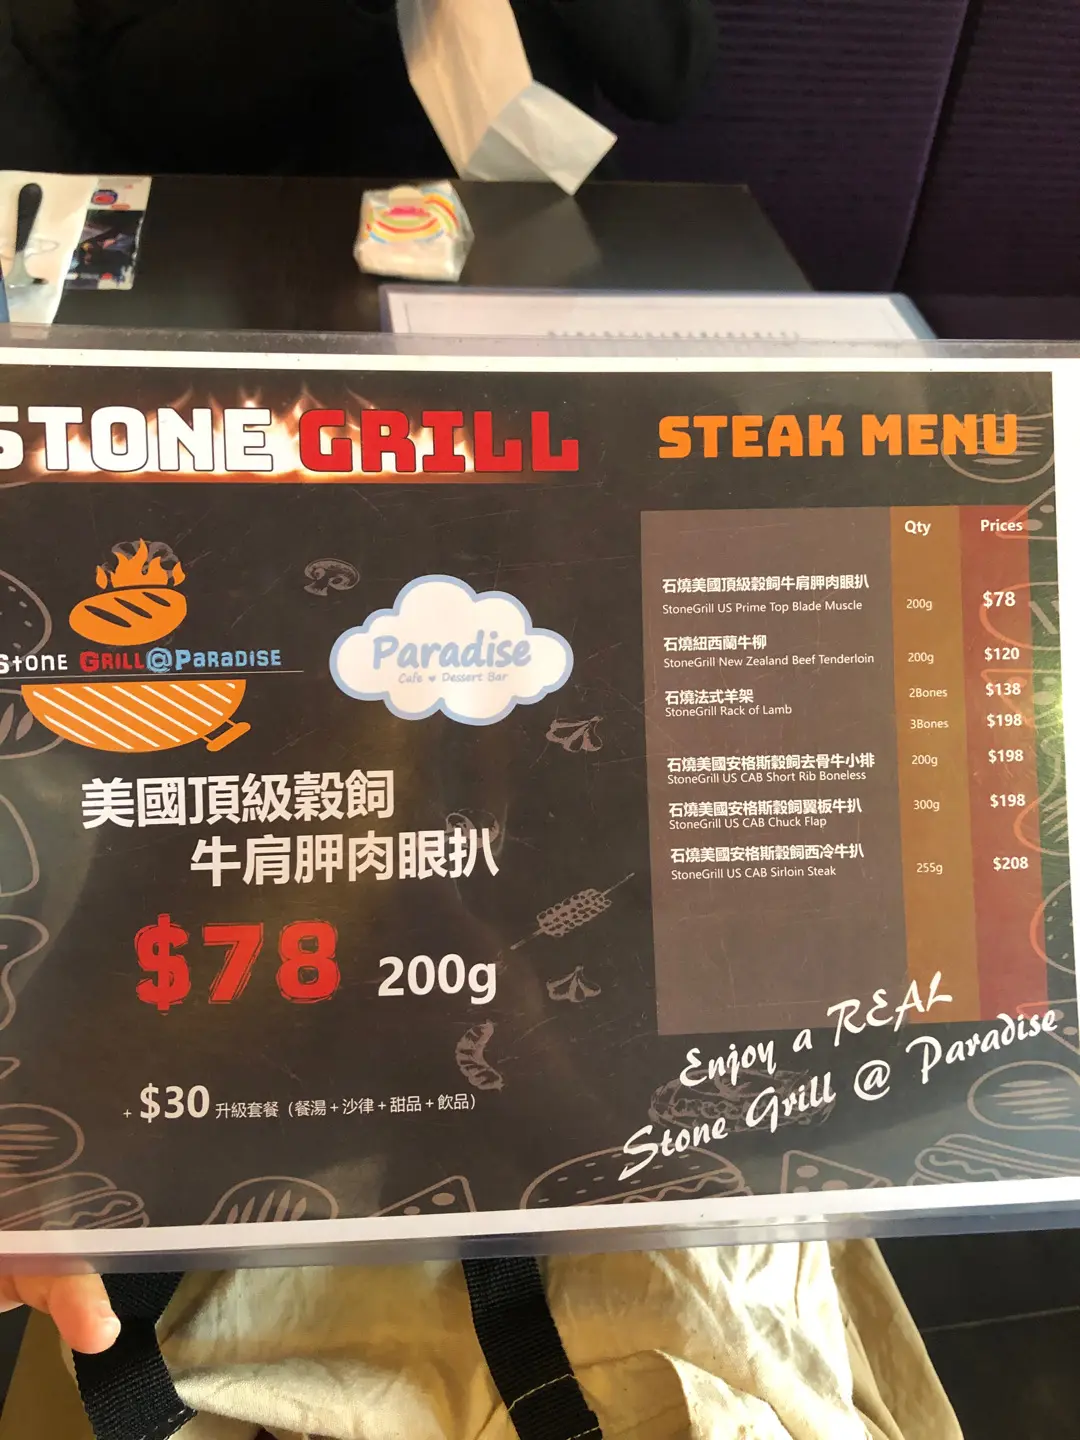 STONE GRILL
STEAK MENU
Qty
Prices
石燒美國頂級穀飼牛肩胛肉眼扒
StoneGrill US Prime Top Blade Muscle
200g
$78
石燒紐西蘭牛柳
StoneGrill New Zealand Beef Tenderloin
200g
$120
石燒法式羊架
StoneGrill Rack of Lamb
2Bones
$138
3Bones
$198
石燒美國安格斯穀飼去骨牛小排
StoneGrill US CAB Short Rib Boneless
200g
$198
石燒美國安格斯穀飼翼板牛扒
StoneGrill US CAB Chuck Flap
300g
$198
石燒美國安格斯穀飼西冷牛扒
StoneGrill US CAB Sirloin Steak
255g
$208
Stone Grill@Paradise
Paradise
Cafe ♥ Dessert Bar
美國頂級穀飼
牛肩胛肉眼扒
$78 200g
+ $30 升級套餐（餐湯+沙律+甜品+飲品）
Enjoy a REAL
Stone Grill @ Paradise